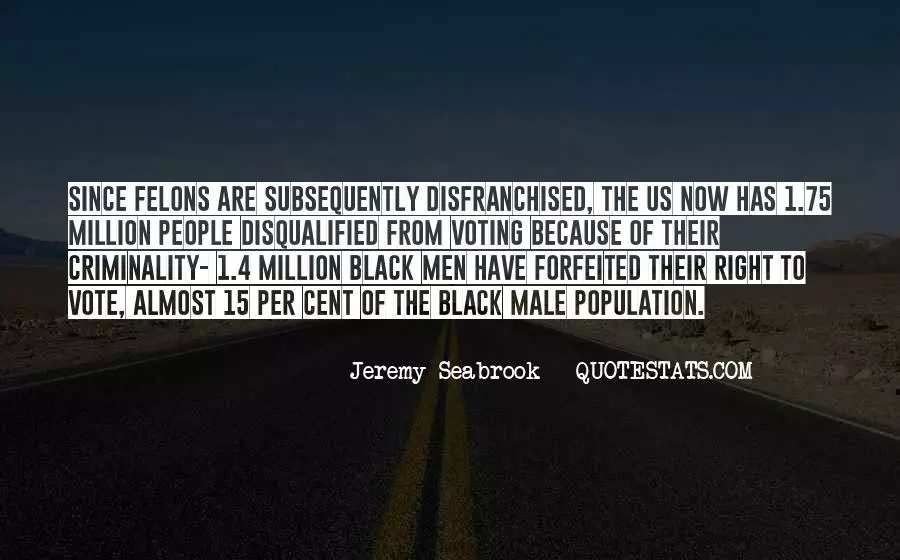 SINCE FELONS ARE SUBSEQUENTLY DISFRANCHISED, THE US NOW HAS 1.75
MILLION PEOPLE DISQUALIFIED FROM VOTING BECAUSE OF THEIR
CRIMINALITY- 1.4 MILLION BLACK MEN HAVE FORFEITED THEIR RIGHT TO
VOTE, ALMOST 15 PER CENT OF THE BLACK MALE POPULATION.
Jeremy Seabrook QUOTESTATS.COM